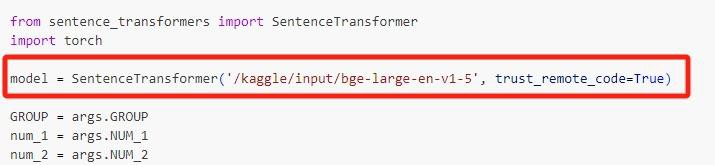 from sentence_transformers import SentenceTransformer
import torch
model = SentenceTransformer('/kaggle/input/bge-large-en-v1-5', trust_remote_code=True)
GROUP = args.GROUP
num_1 = args.NUM_1
num_2 = args.NUM_2